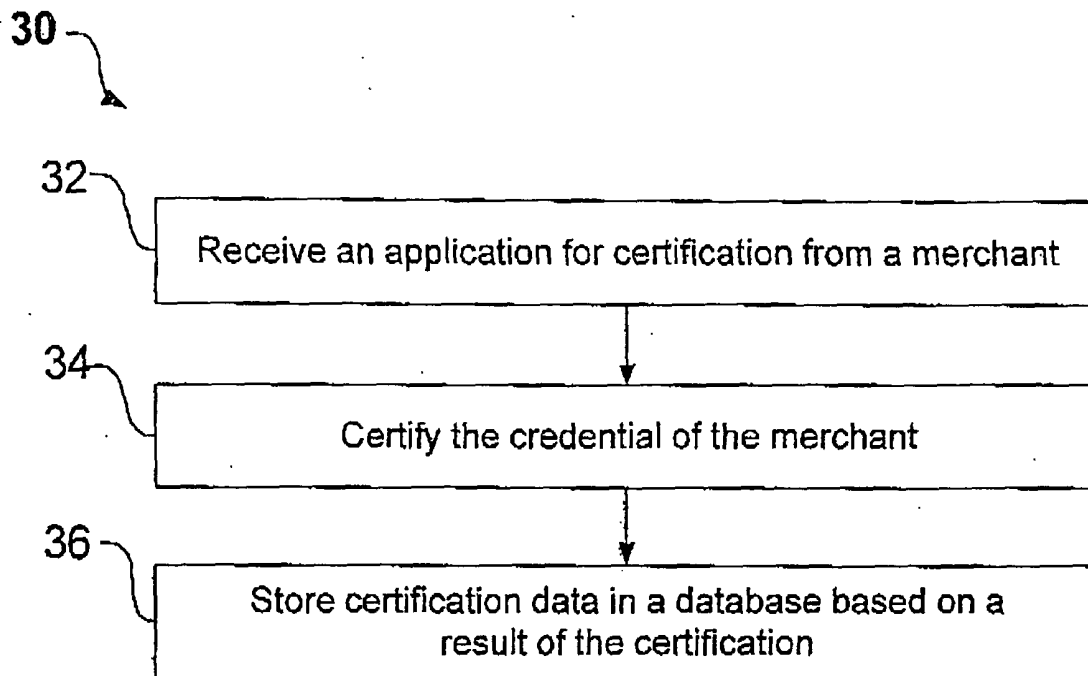 30
32
Receive an application for certification from a merchant
34
Certify the credential of the merchant
36
Store certification data in a database based on a
result of the certification